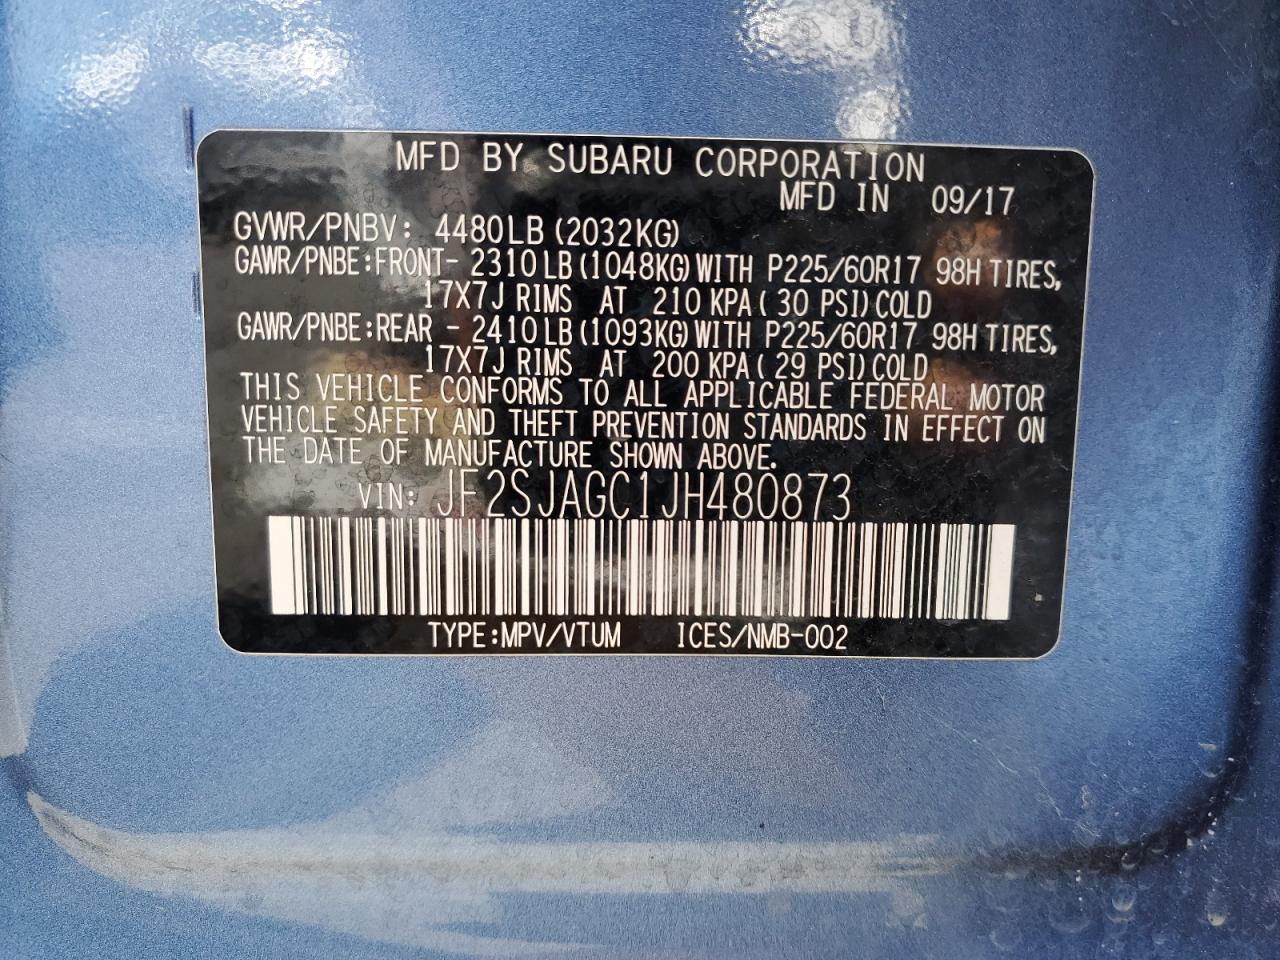 MFD BY SUBARU CORPORATION
MFD IN 09/17
GVWR/PNBV: 4480LB (2032KG)
GAWR/PNBE:FRONT- 2310 LB (1048KG) WITH P225/60R17 98H TIRES,
17X7J RIMS AT 210 KPA ( 30 PSI) COLD
GAWR/PNBE:REAR - 2410 LB (1093KG) WITH P225/60R17 98H TIRES,
17X7J RIMS AT 200 KPA ( 29 PSI) COLD
THIS VEHICLE CONFORMS TO ALL APPLICABLE FEDERAL MOTOR
VEHICLE SAFETY AND THEFT PREVENTION STANDARDS IN EFFECT ON
THE DATE OF MANUFACTURE SHOWN ABOVE.
VIN: JF2SJAGC1JH480873
TYPE:MPV/VTUM ICES/NMB-002